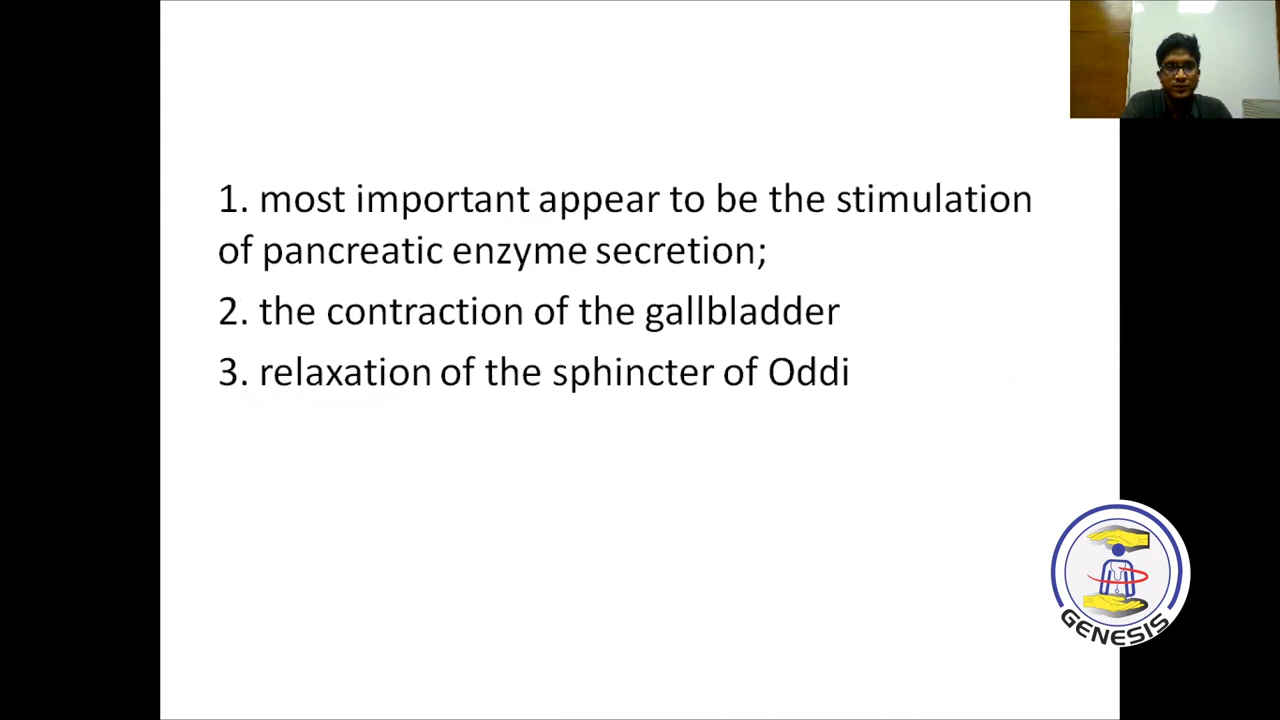 1. most important appear to be the stimulation
of pancreatic enzyme secretion;
2. the contraction of the gallbladder
3. relaxation of the sphincter of Oddi
GENESIS